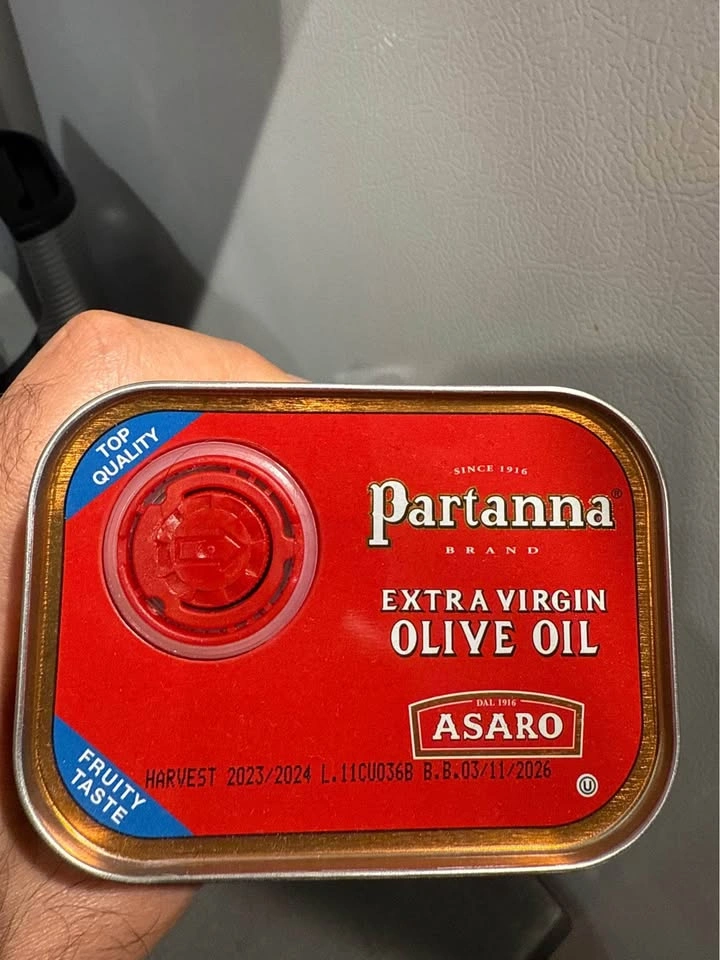 TOP
QUALITY
SINCE 1916
Partanna®
BRAND
EXTRA VIRGIN
OLIVE OIL
DAL 1916
ASARO
FRUITY
TASTE
HARVEST 2023/2024 L.11CU036B B.B.03/11/2026
U